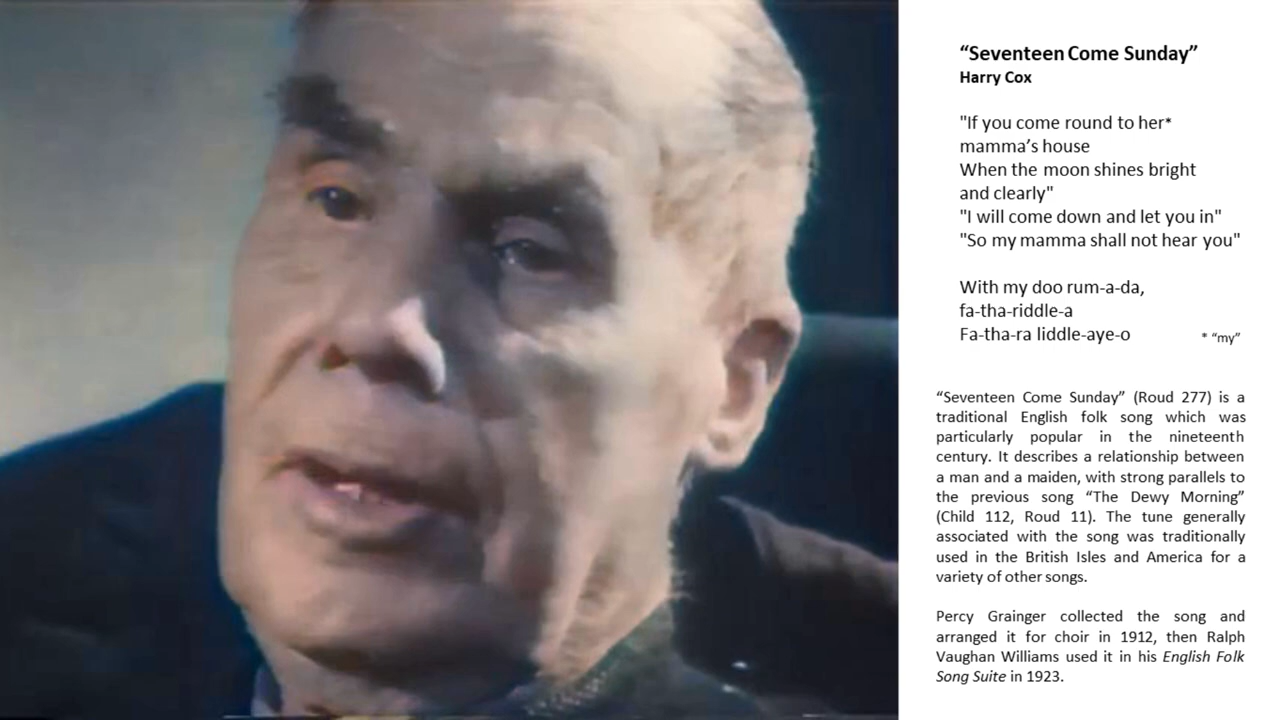 “Seventeen Come Sunday”
Harry Cox
"If you come round to her*
mamma’s house
When the moon shines bright
and clearly"
"I will come down and let you in"
"So my mamma shall not hear you"
With my doo rum-a-da,
fa-tha-riddle-a
Fa-tha-ra liddle-aye-o
* “my”
“Seventeen Come Sunday” (Roud 277) is a
traditional English folk song which was
particularly popular in the nineteenth
century. It describes a relationship between
a man and a maiden, with strong parallels to
the previous song “The Dewy Morning”
(Child 112, Roud 11). The tune generally
associated with the song was traditionally
used in the British Isles and America for a
variety of other songs.
Percy Grainger collected the song and
arranged it for choir in 1912, then Ralph
Vaughan Williams used it in his English Folk
Song Suite in 1923.